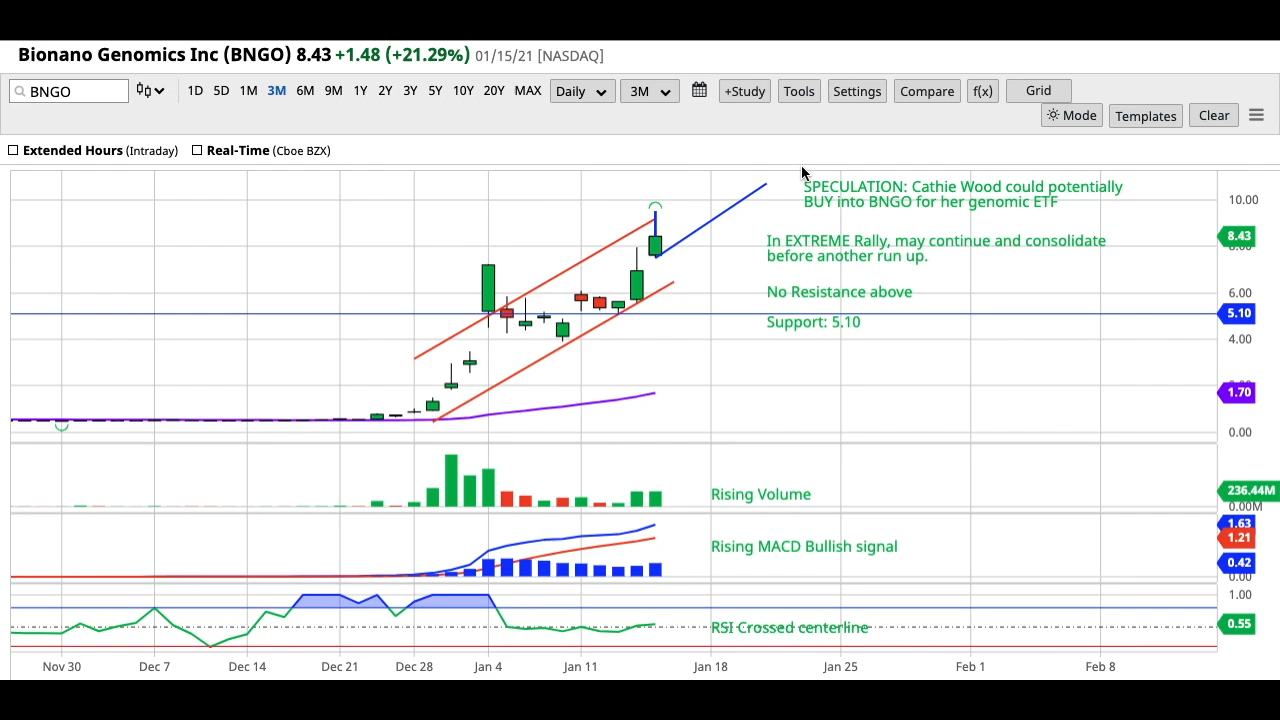 Bionano Genomics Inc (BNGO) 8.43 +1.48 (+21.29%) 01/15/21 [NASDAQ]
BNGO 1D 5D 1M 3M 6M 9M 1Y 2Y 3Y 5Y 10Y 20Y MAX Daily 3M +Study Tools Settings Compare f(x) Grid
Mode Templates Clear
Extended Hours (Intraday) Real-Time (Cboe BZX)
SPECULATION: Cathie Wood could potentially
BUY into BNGO for her genomic ETF
10.00
8.43
In EXTREME Rally, may continue and consolidate
before another run up.
No Resistance above
6.00
5.10
Support: 5.10
4.00
1.70
0.00
Rising Volume
236.44M
0.00M
1.63
1.21
Rising MACD Bullish signal
0.42
0.00
1.00
RSI Crossed centerline
0.55
Nov 30 Dec 7 Dec 14 Dec 21 Dec 28 Jan 4 Jan 11 Jan 18 Jan 25 Feb 1 Feb 8